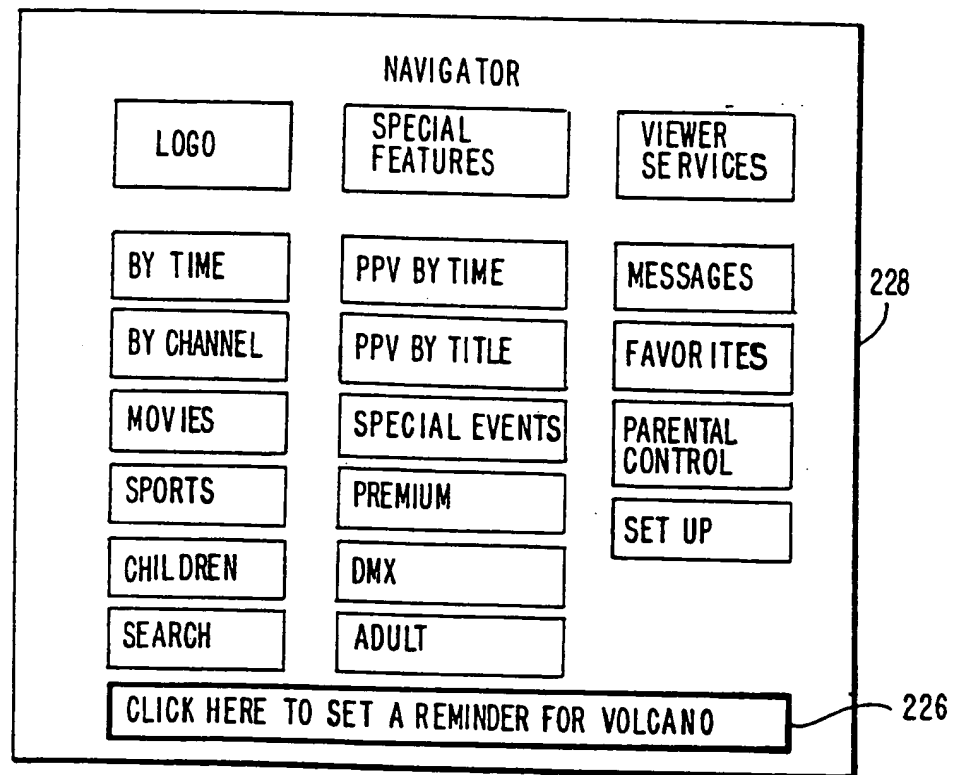 NAVIGATOR
LOGO
SPECIAL
FEATURES
VIEWER
SERVICES
BY TIME
PPV BY TIME
MESSAGES
228
BY CHANNEL
PPV BY TITLE
FAVORITES
MOVIES
SPECIAL EVENTS
PARENTAL
CONTROL
SPORTS
PREMIUM
SET UP
CHILDREN
DMX
SEARCH
ADULT
CLICK HERE TO SET A REMINDER FOR VOLCANO
226